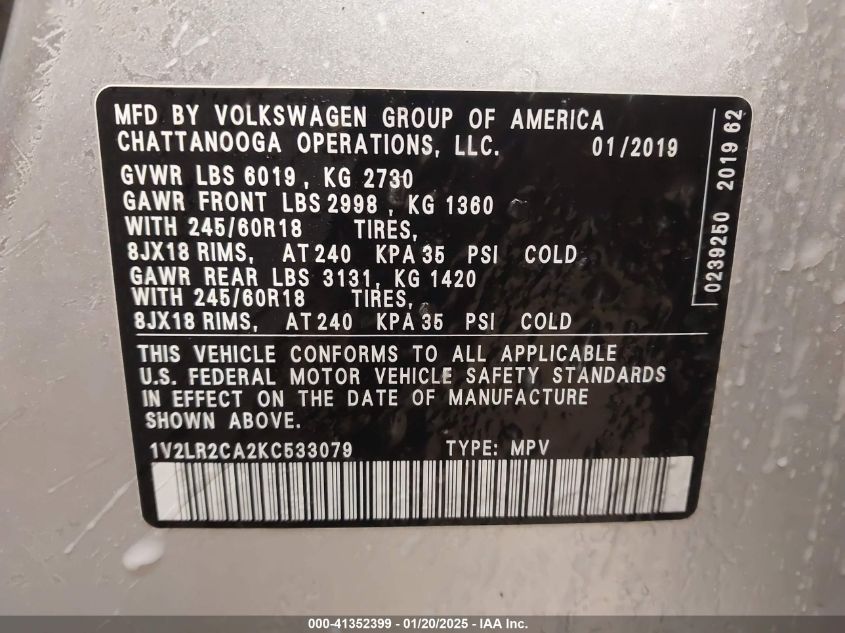 MFD BY VOLKSWAGEN GROUP OF AMERICA
CHATTANOOGA OPERATIONS, LLC. 01/2019
GVWR LBS 6019, KG 2730
GAWR FRONT LBS 2998, KG 1360
WITH 245/60R18 TIRES,
8JX18 RIMS, AT 240 KPA 35 PSI COLD
GAWR REAR LBS 3131, KG 1420
WITH 245/60R18 TIRES,
8JX18 RIMS, AT 240 KPA 35 PSI COLD
THIS VEHICLE CONFORMS TO ALL APPLICABLE
U.S. FEDERAL MOTOR VEHICLE SAFETY STANDARDS
IN EFFECT ON THE DATE OF MANUFACTURE
SHOWN ABOVE.
1V2LR2CA2KC533079 TYPE: MPV
0239250 2019 62
000-41352399 - 01/20/2025 - IAA Inc.